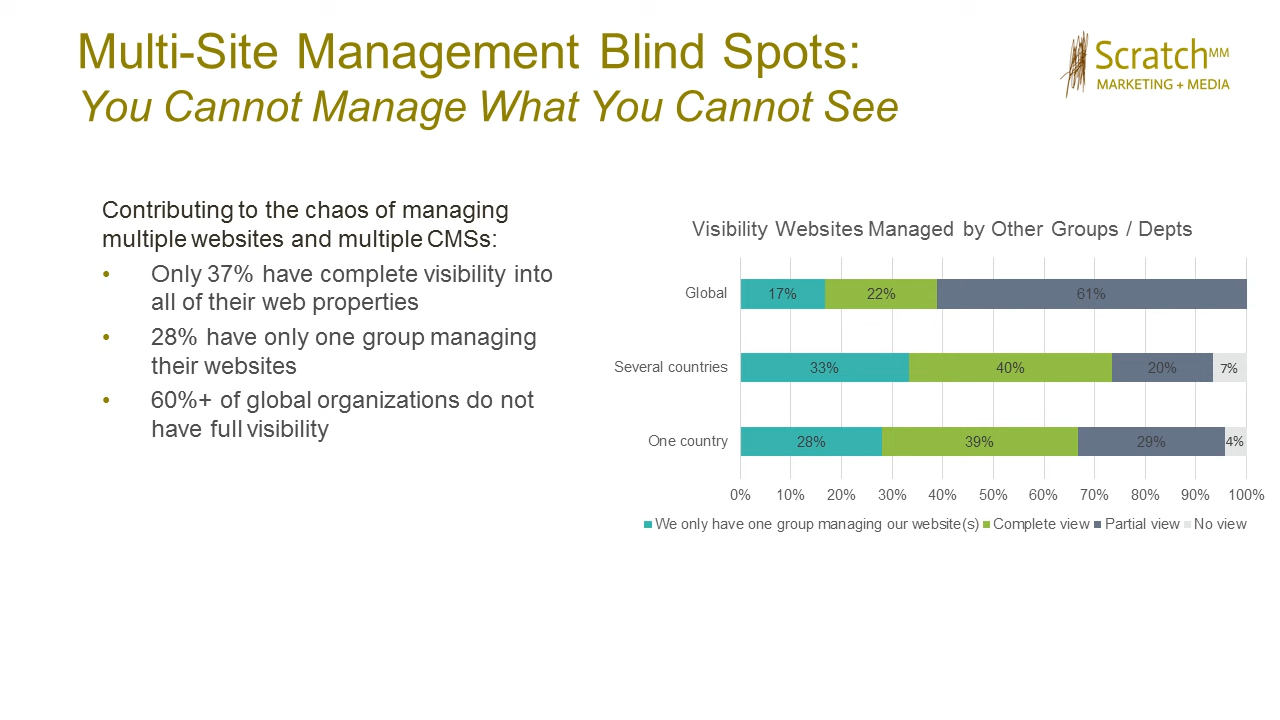 Multi-Site Management Blind Spots:
You Cannot Manage What You Cannot See
Scratch MM
MARKETING + MEDIA
Contributing to the chaos of managing
multiple websites and multiple CMSs:
• Only 37% have complete visibility into
all of their web properties
• 28% have only one group managing
their websites
• 60%+ of global organizations do not
have full visibility
Visibility Websites Managed by Other Groups / Depts
Global 17% 22% 61%
Several countries 33% 40% 20% 7%
One country 28% 39% 29% 4%
0% 10% 20% 30% 40% 50% 60% 70% 80% 90% 100%
We only have one group managing our website(s) Complete view Partial view No view